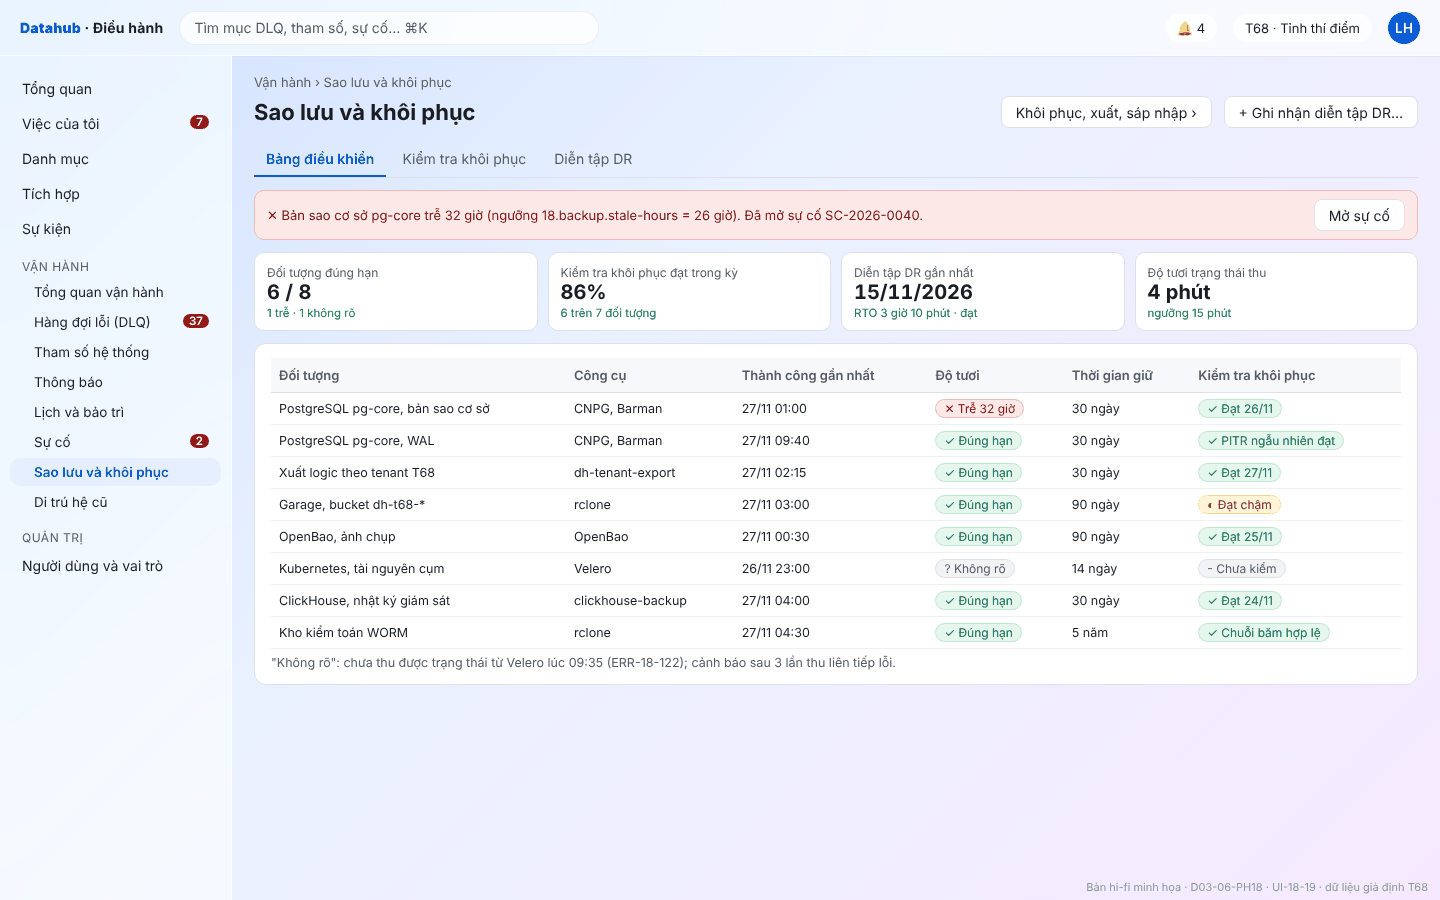 Datahub · Điều hành
Tìm mục DLQ, tham số, sự cố... ⌘K
4
T68 · Tỉnh thí điểm
LH
Tổng quan
Việc của tôi 7
Danh mục
Tích hợp
Sự kiện
VẬN HÀNH
Tổng quan vận hành
Hàng đợi lỗi (DLQ) 37
Tham số hệ thống
Thông báo
Lịch và bảo trì
Sự cố 2
Sao lưu và khôi phục
Di trú hệ cũ
QUẢN TRỊ
Người dùng và vai trò
Vận hành › Sao lưu và khôi phục
Sao lưu và khôi phục
Khôi phục, xuất, sáp nhập ›
+ Ghi nhận diễn tập DR...
Bảng điều khiển
Kiểm tra khôi phục
Diễn tập DR
✕ Bản sao cơ sở pg-core trễ 32 giờ (ngưỡng 18.backup.stale-hours = 26 giờ). Đã mở sự cố SC-2026-0040.
Mở sự cố
Đối tượng đúng hạn
6 / 8
1 trễ · 1 không rõ
Kiểm tra khôi phục đạt trong kỳ
86%
6 trên 7 đối tượng
Diễn tập DR gần nhất
15/11/2026
RTO 3 giờ 10 phút · đạt
Độ tươi trạng thái thu
4 phút
ngưỡng 15 phút
Đối tượng Công cụ Thành công gần nhất Độ tươi Thời gian giữ Kiểm tra khôi phục
PostgreSQL pg-core, bản sao cơ sở CNPG, Barman 27/11 01:00 ✕ Trễ 32 giờ 30 ngày ✓ Đạt 26/11
PostgreSQL pg-core, WAL CNPG, Barman 27/11 09:40 ✓ Đúng hạn 30 ngày ✓ PITR ngẫu nhiên đạt
Xuất logic theo tenant T68 dh-tenant-export 27/11 02:15 ✓ Đúng hạn 30 ngày ✓ Đạt 27/11
Garage, bucket dh-t68-* rclone 27/11 03:00 ✓ Đúng hạn 90 ngày Đạt chậm
OpenBao, ảnh chụp OpenBao 27/11 00:30 ✓ Đúng hạn 90 ngày ✓ Đạt 25/11
Kubernetes, tài nguyên cụm Velero 26/11 23:00 ? Không rõ 14 ngày - Chưa kiểm
ClickHouse, nhật ký giám sát clickhouse-backup 27/11 04:00 ✓ Đúng hạn 30 ngày ✓ Đạt 24/11
Kho kiểm toán WORM rclone 27/11 04:30 ✓ Đúng hạn 5 năm ✓ Chuỗi băm hợp lệ
"Không rõ": chưa thu được trạng thái từ Velero lúc 09:35 (ERR-18-122); cảnh báo sau 3 lần thu liên tiếp lỗi.
Bản hi-fi minh họa · D03-06-PH18 · UI-18-19 · dữ liệu giả định T68